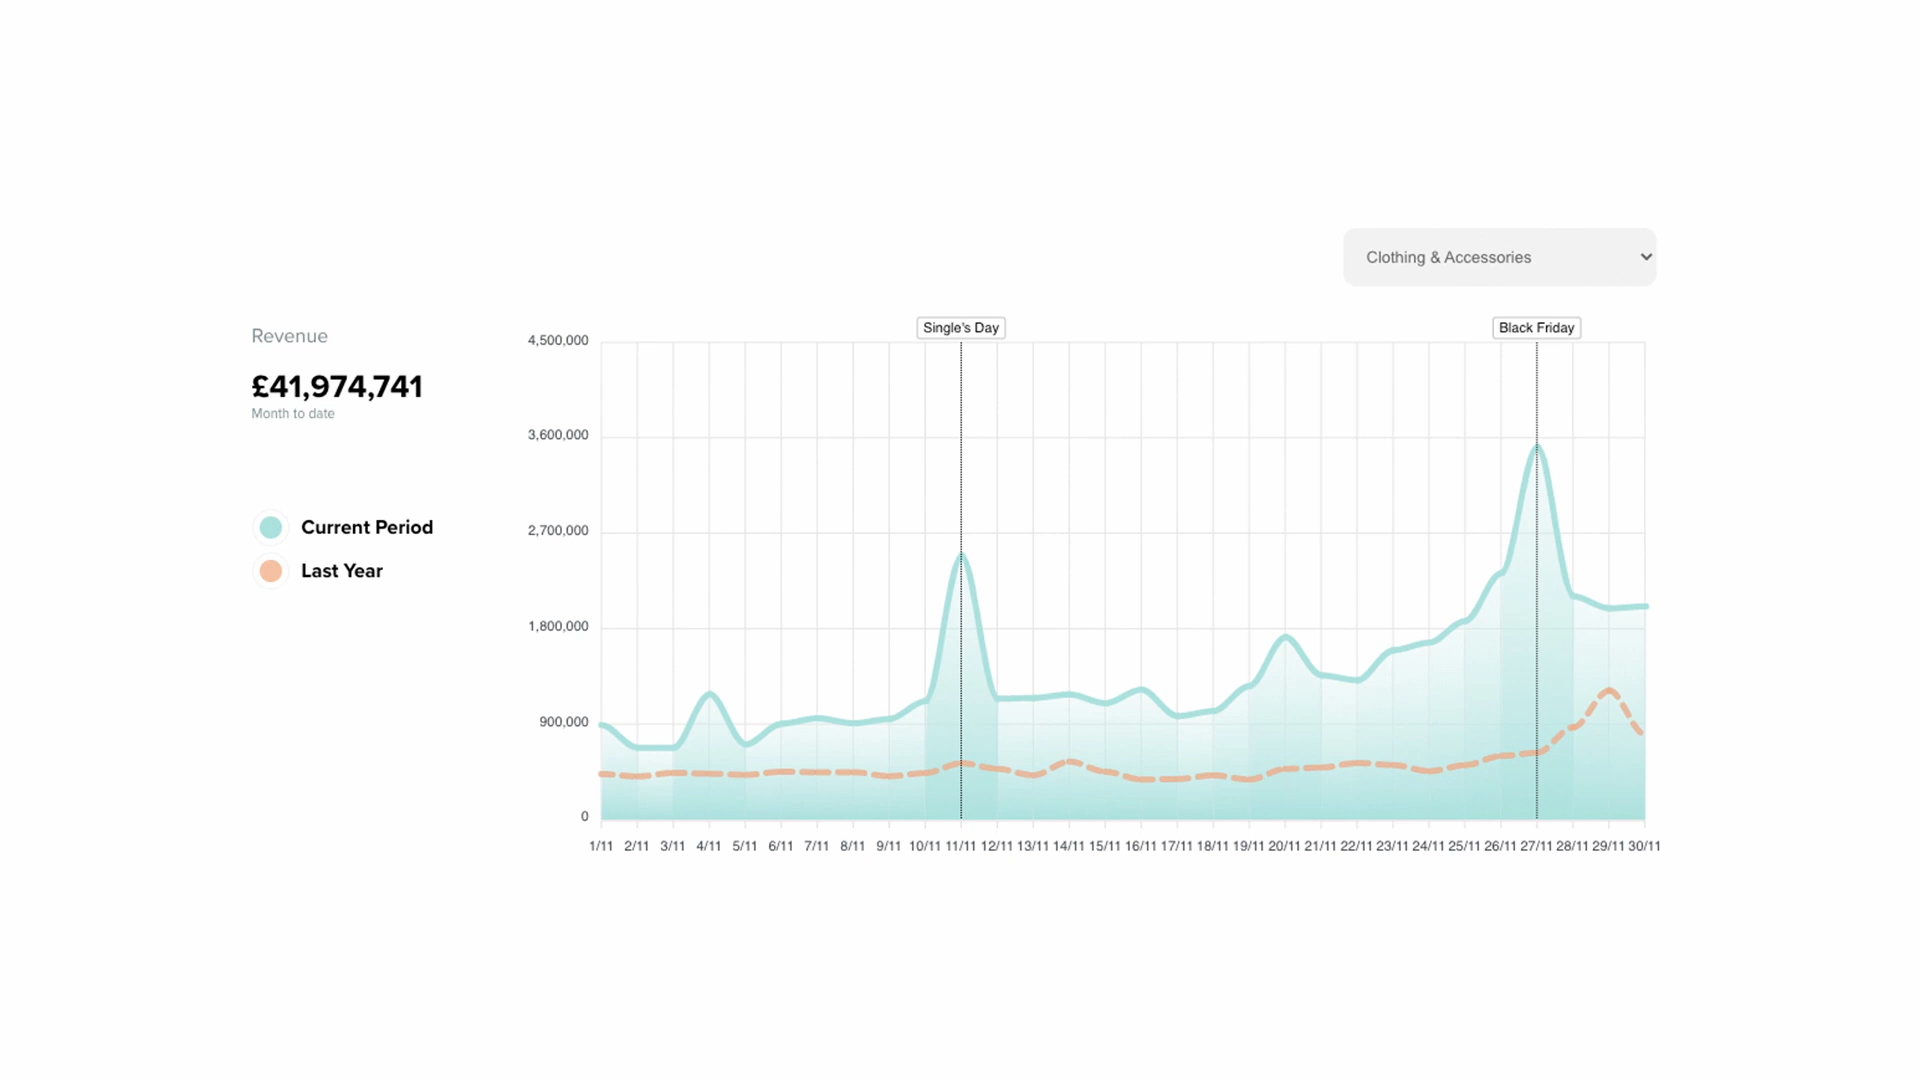 Clothing & Accessories
Revenue
£41,974,741
Month to date
Current Period
Last Year
Single's Day
Black Friday
4,500,000
3,600,000
2,700,000
1,800,000
900,000
0
1/11 2/11 3/11 4/11 5/11 6/11 7/11 8/11 9/11 10/11 11/11 12/11 13/11 14/11 15/11 16/11 17/11 18/11 19/11 20/11 21/11 22/11 23/11 24/11 25/11 26/11 27/11 28/11 29/11 30/11